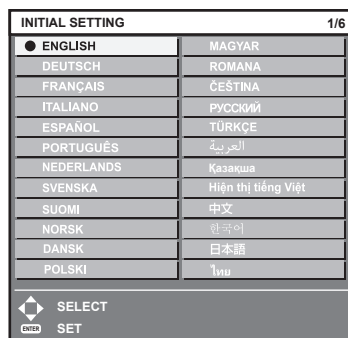 INITIAL SETTING 1/6
ENGLISH
DEUTSCH
FRANÇAIS
ITALIANO
ESPAÑOL
PORTUGUÊS
NEDERLANDS
SVENSKA
SUOMI
NORSK
DANSK
POLSKI
MAGYAR
ROMANA
ČEŠTINA
РУССКИЙ
TÜRKÇE
العربية
Қазақша
Hiện thị tiếng Việt
中文
한국어
日本語
ไทย
SELECT
ENTER SET